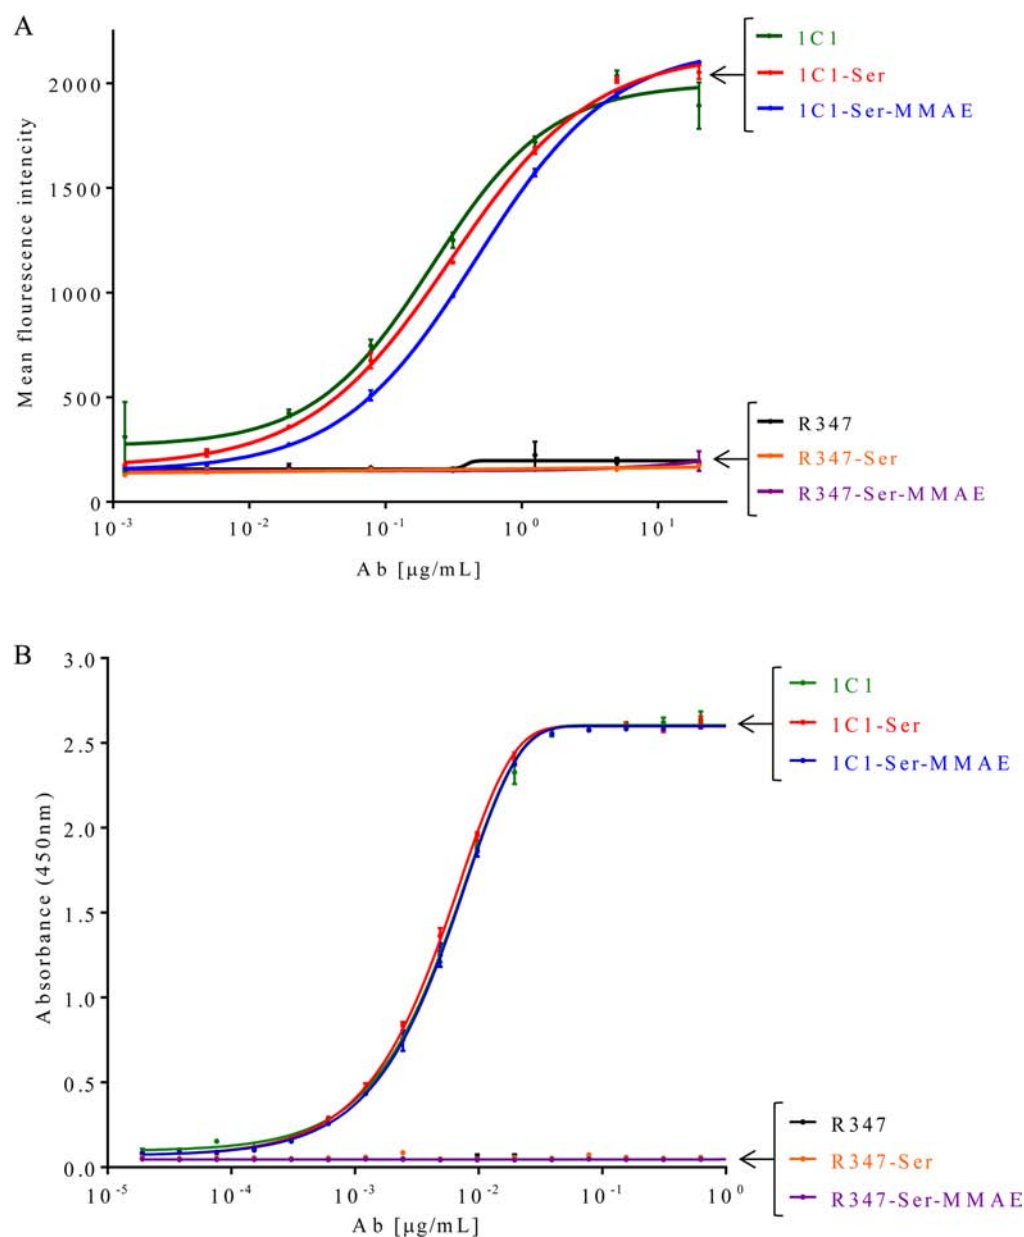 A
Mean flourescence intencity
2000
1500
1000
500
0
10⁻³
10⁻²
10⁻¹
10⁰
10¹
Ab [μg/mL]
1C1
1C1-Ser
1C1-Ser-MMAE
R347
R347-Ser
R347-Ser-MMAE
B
Absorbance (450nm)
3.0
2.5
2.0
1.5
1.0
0.5
0.0
10⁻⁵
10⁻⁴
10⁻³
10⁻²
10⁻¹
10⁰
Ab [μg/mL]
1C1
1C1-Ser
1C1-Ser-MMAE
R347
R347-Ser
R347-Ser-MMAE